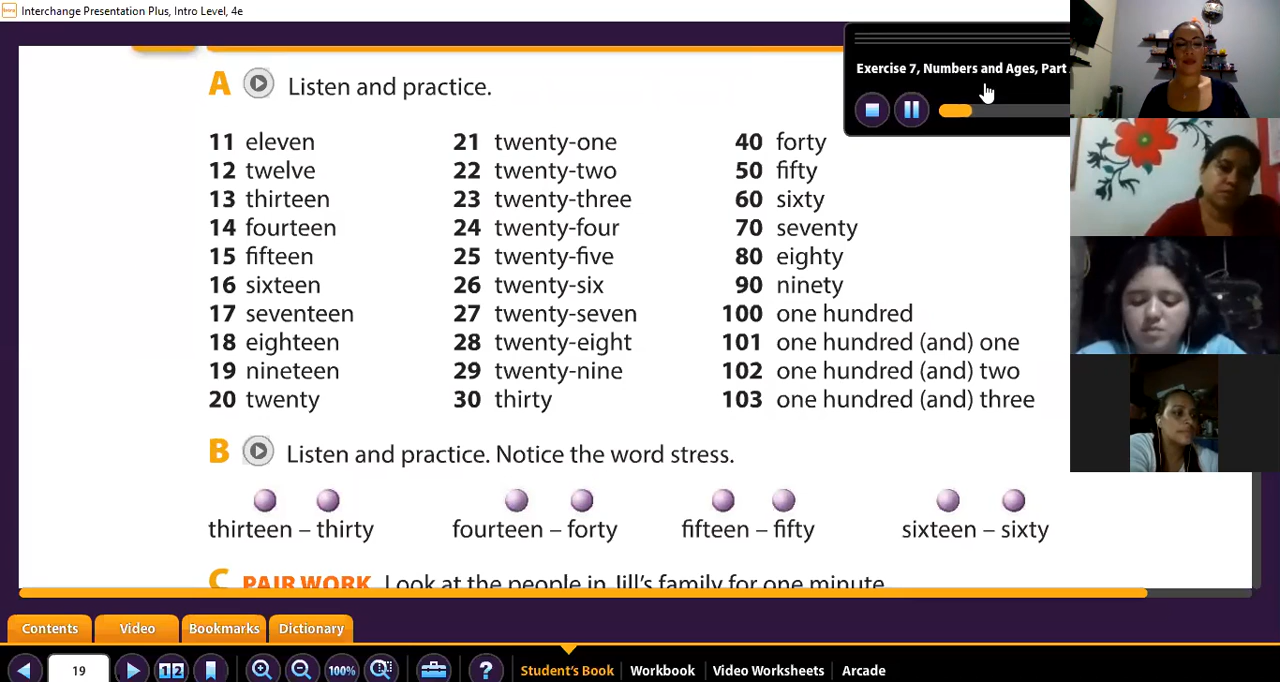 Interchange Presentation Plus, Intro Level, 4e
Exercise 7, Numbers and Ages, Part
A Listen and practice.
11 eleven
12 twelve
13 thirteen
14 fourteen
15 fifteen
16 sixteen
17 seventeen
18 eighteen
19 nineteen
20 twenty
21 twenty-one
22 twenty-two
23 twenty-three
24 twenty-four
25 twenty-five
26 twenty-six
27 twenty-seven
28 twenty-eight
29 twenty-nine
30 thirty
40 forty
50 fifty
60 sixty
70 seventy
80 eighty
90 ninety
100 one hundred
101 one hundred (and) one
102 one hundred (and) two
103 one hundred (and) three
B Listen and practice. Notice the word stress.
thirteen – thirty fourteen – forty fifteen – fifty sixteen – sixty
C PAIR WORK Look at the people in Jill's family for one minute.
Contents Video Bookmarks Dictionary
19 12 100% ? Student's Book Workbook Video Worksheets Arcade